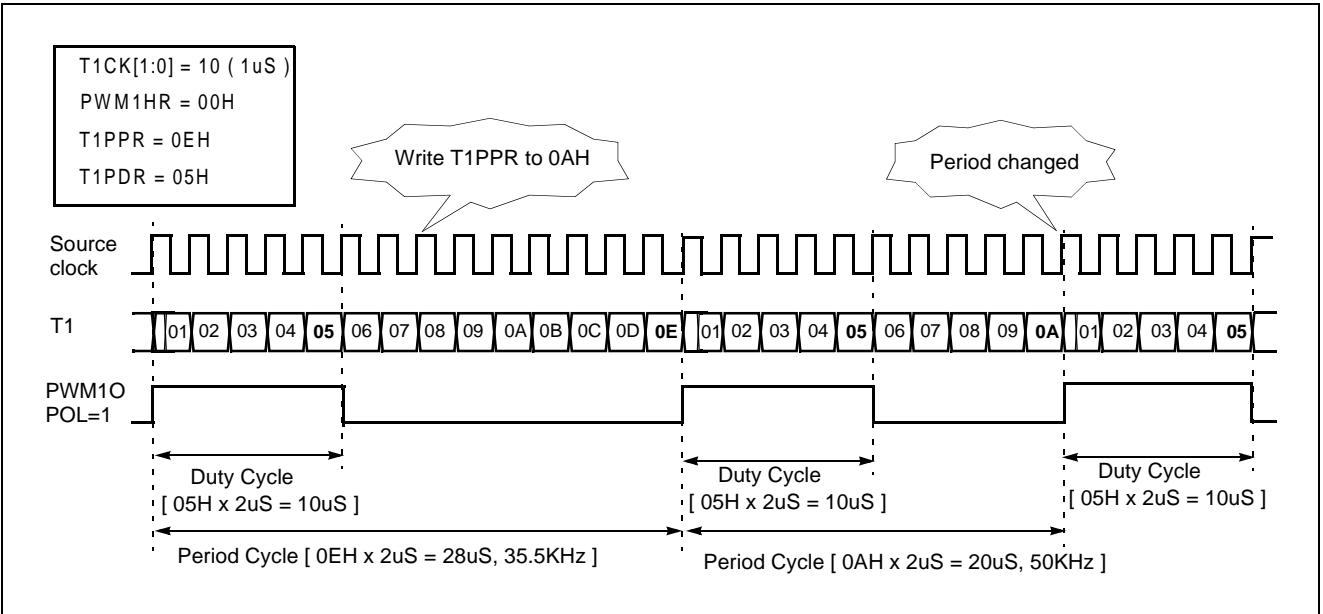 T1CK[1:0] = 10 ( 1uS )
PWM1HR = 00H
T1PPR = 0EH
T1PDR = 05H
Write T1PPR to 0AH
Period changed
Source
clock
T1
01 02 03 04 05 06 07 08 09 0A 0B 0C 0D 0E 01 02 03 04 05 06 07 08 09 0A 01 02 03 04 05
PWM1O
POL=1
Duty Cycle
[ 05H x 2uS = 10uS ]
Duty Cycle
[ 05H x 2uS = 10uS ]
Duty Cycle
[ 05H x 2uS = 10uS ]
Period Cycle [ 0EH x 2uS = 28uS, 35.5KHz ]
Period Cycle [ 0AH x 2uS = 20uS, 50KHz ]